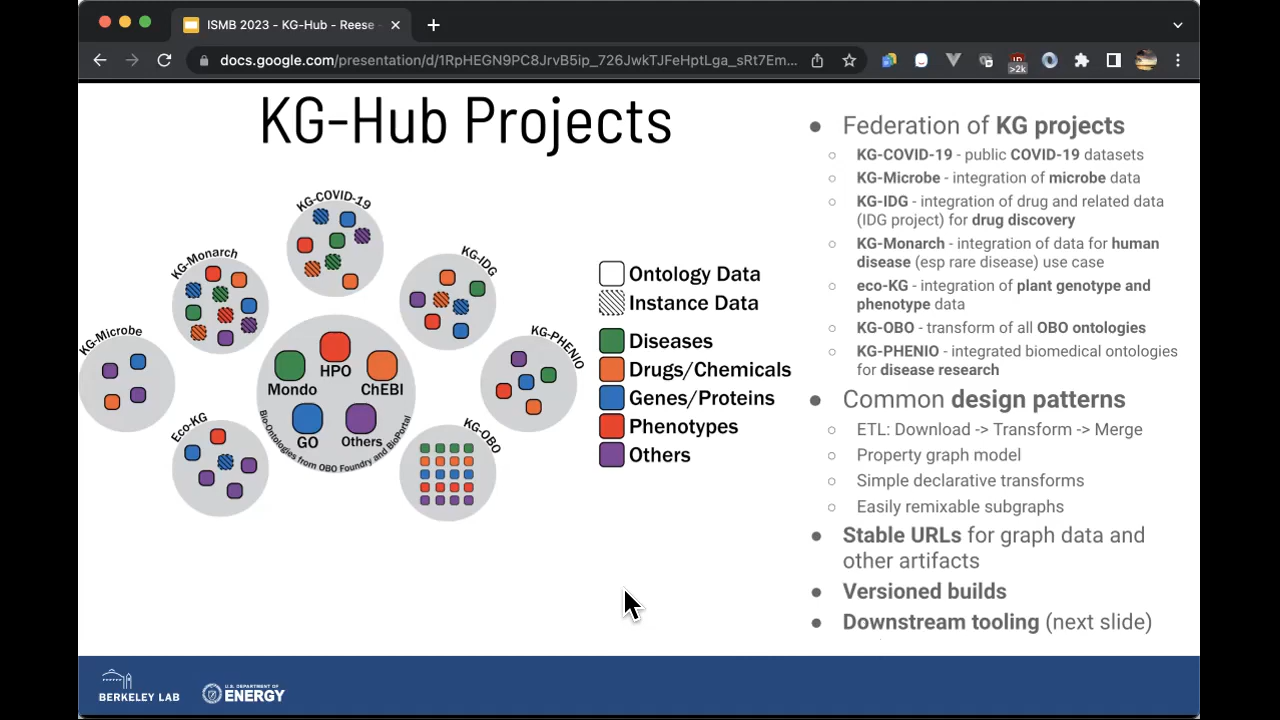 ISMB 2023 - KG-Hub - Reese -
docs.google.com/presentation/d/1RpHEGN9PC8JrvB5ip_726JwkTJFeHptLga_sRt7Em...
>2k
KG-Hub Projects
KG-COVID-19
KG-Monarch
KG-IDG
KG-Microbe
KG-PHENIO
Eco-KG
KG-OBO
HPO
Mondo
ChEBI
GO
Others
Bio-Ontologies from OBO Foundry and BioPortal
Ontology Data
Instance Data
Diseases
Drugs/Chemicals
Genes/Proteins
Phenotypes
Others
● Federation of KG projects
○ KG-COVID-19 - public COVID-19 datasets
○ KG-Microbe - integration of microbe data
○ KG-IDG - integration of drug and related data
(IDG project) for drug discovery
○ KG-Monarch - integration of data for human
disease (esp rare disease) use case
○ eco-KG - integration of plant genotype and
phenotype data
○ KG-OBO - transform of all OBO ontologies
○ KG-PHENIO - integrated biomedical ontologies
for disease research
● Common design patterns
○ ETL: Download -> Transform -> Merge
○ Property graph model
○ Simple declarative transforms
○ Easily remixable subgraphs
● Stable URLs for graph data and
other artifacts
● Versioned builds
● Downstream tooling (next slide)
BERKELEY LAB
U.S. DEPARTMENT OF
ENERGY